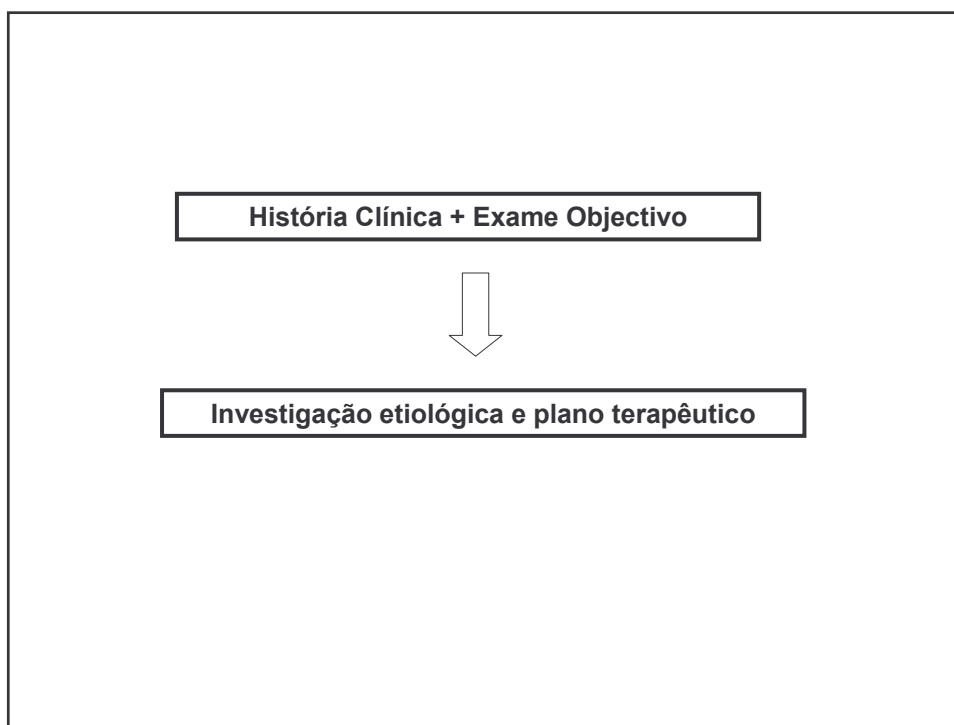 História Clínica + Exame Objectivo
Investigação etiológica e plano terapêutico